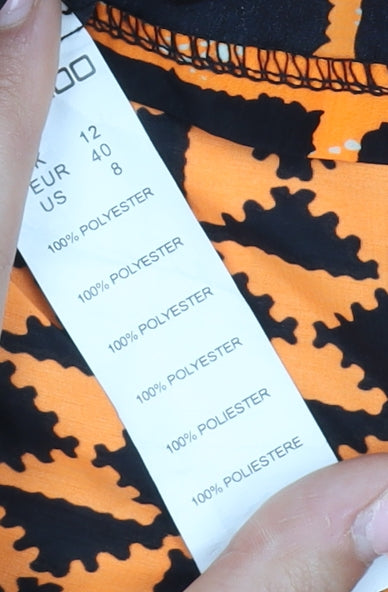 12
EUR 40
US 8
100% POLYESTER
100% POLYESTER
100% POLYESTER
100% POLYESTER
100% POLIESTER
100% POLIESTERE